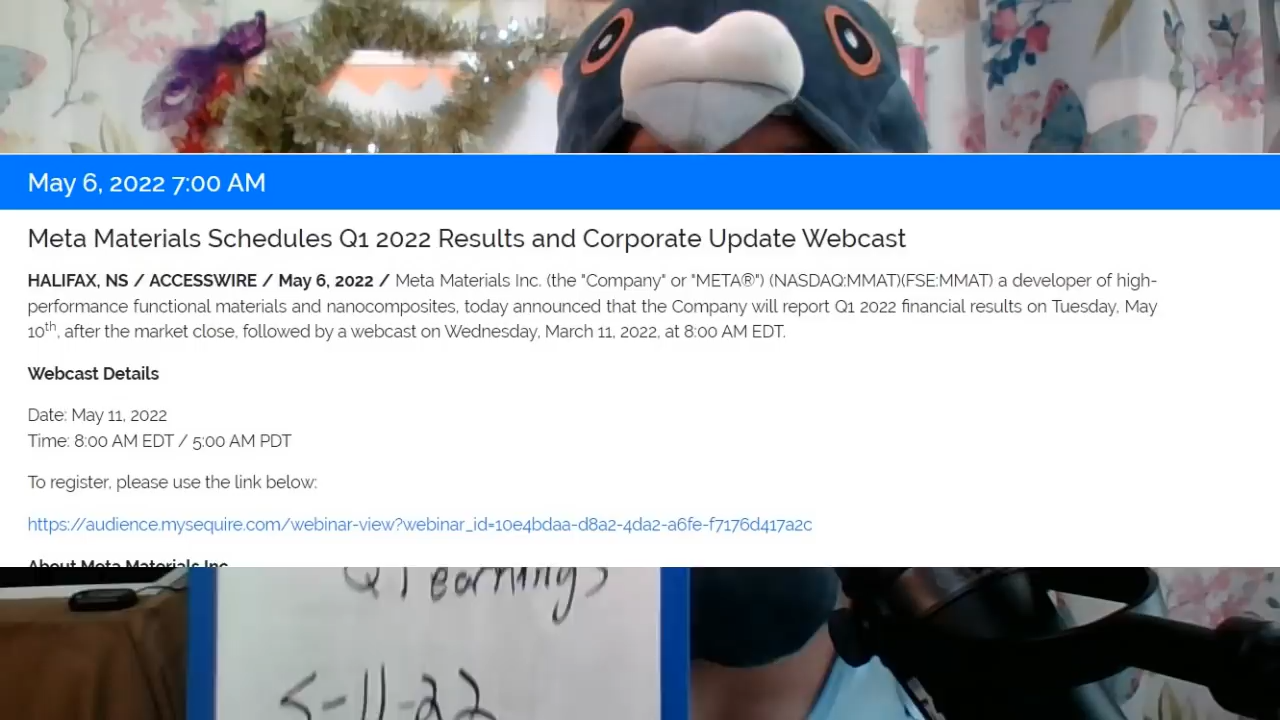 May 6, 2022 7:00 AM
Meta Materials Schedules Q1 2022 Results and Corporate Update Webcast
HALIFAX, NS / ACCESSWIRE / May 6, 2022 / Meta Materials Inc. (the "Company" or "META®") (NASDAQ:MMAT)(FSE:MMAT) a developer of high-
performance functional materials and nanocomposites, today announced that the Company will report Q1 2022 financial results on Tuesday, May
10th, after the market close, followed by a webcast on Wednesday, March 11, 2022, at 8:00 AM EDT.
Webcast Details
Date: May 11, 2022
Time: 8:00 AM EDT / 5:00 AM PDT
To register, please use the link below:
https://audience.mysequire.com/webinar-view?webinar_id=10e4bdaa-d8a2-4da2-a6fe-f7176d417a2c
About Meta Materials Inc.
Q1 earnings
5-11-22